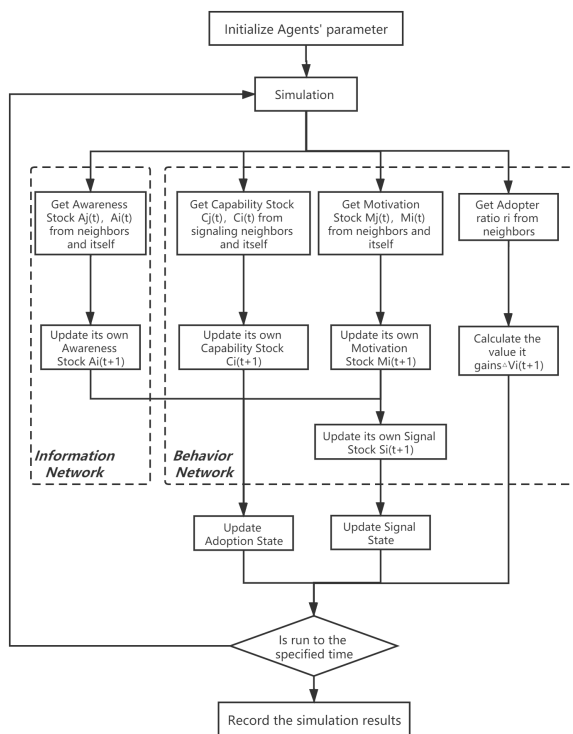 Initialize Agents' parameter
Simulation
Get Awareness
Stock Aj(t), Ai(t)
from neighbors
and itself
Get Capability Stock
Cj(t), Ci(t) from
signaling neighbors
and itself
Get Motivation
Stock Mj(t), Mi(t)
from neighbors and
itself
Get Adopter
ratio ri from
neighbors
Update its own
Awareness
Stock Ai(t+1)
Update its own
Capability Stock
Ci(t+1)
Update its own
Motivation
Stock Mi(t+1)
Calculate the
value it
gains△Vi(t+1)
Update its own Signal
Stock Si(t+1)
Information
Network
Behavior
Network
Update
Adoption State
Update Signal
State
Is run to the
specified time
Record the simulation results